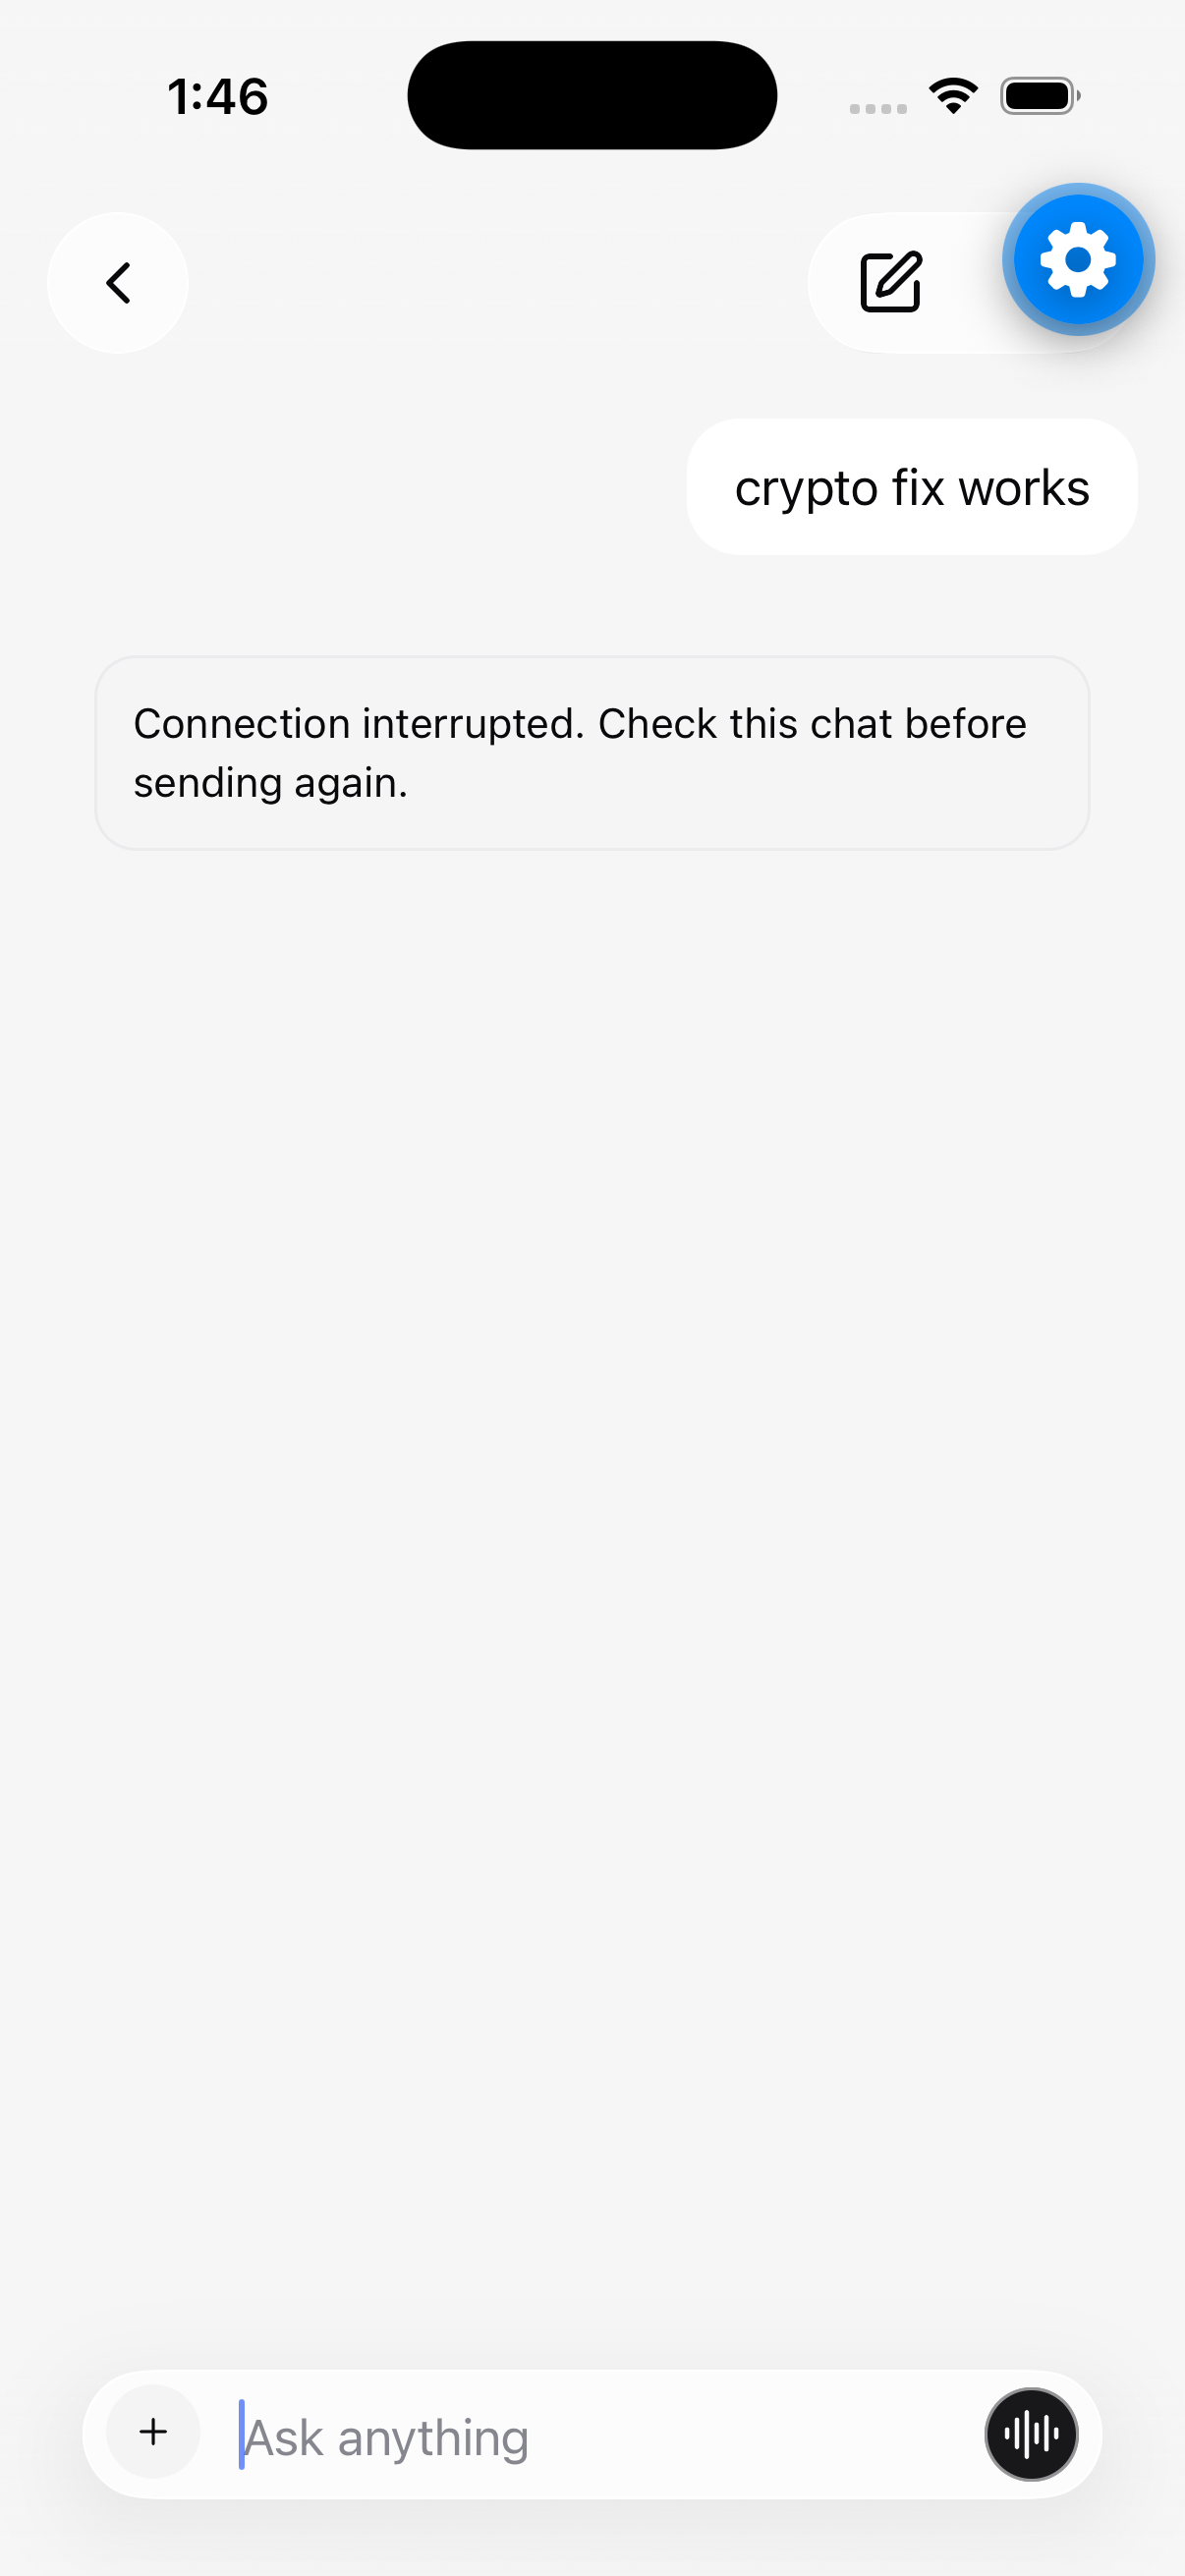 1:46
crypto fix works
Connection interrupted. Check this chat before
sending again.
Ask anything